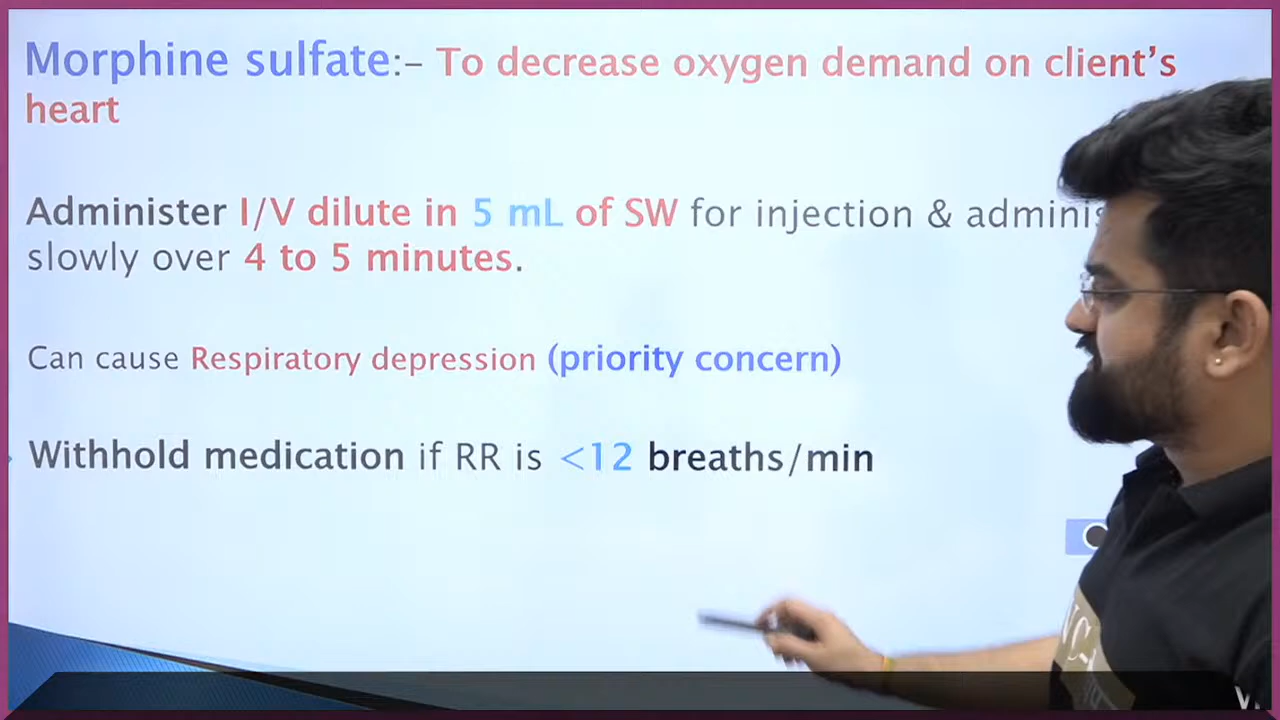 Morphine sulfate:- To decrease oxygen demand on client's
heart
Administer I/V dilute in 5 mL of SW for injection &
slowly over 4 to 5 minutes.
Can cause Respiratory depression (priority concern)
Withhold medication if RR is <12 breaths/min